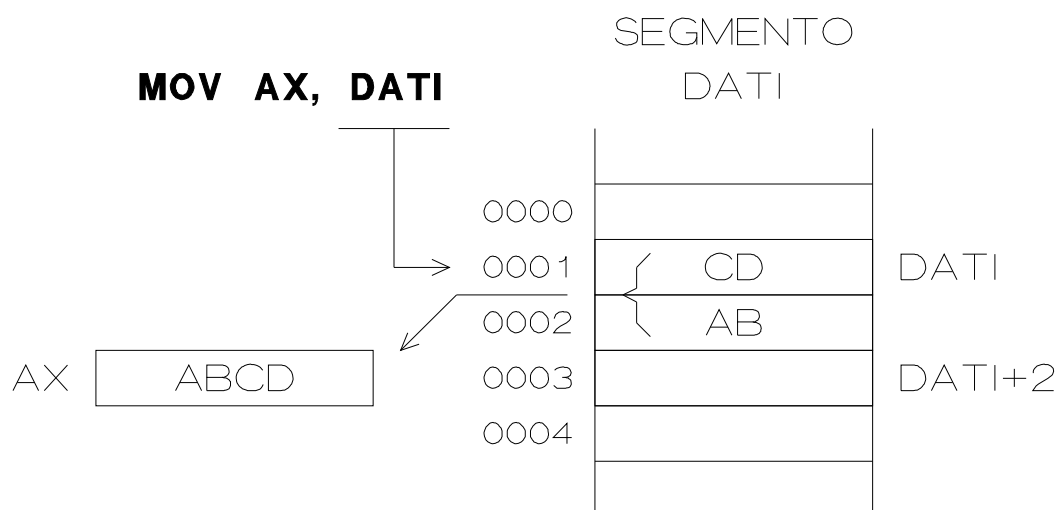 SEGMENTO
DATI
MOV AX, DATI
0000
0001 CD DATI
0002 AB
AX ABCD 0003 DATI+2
0004